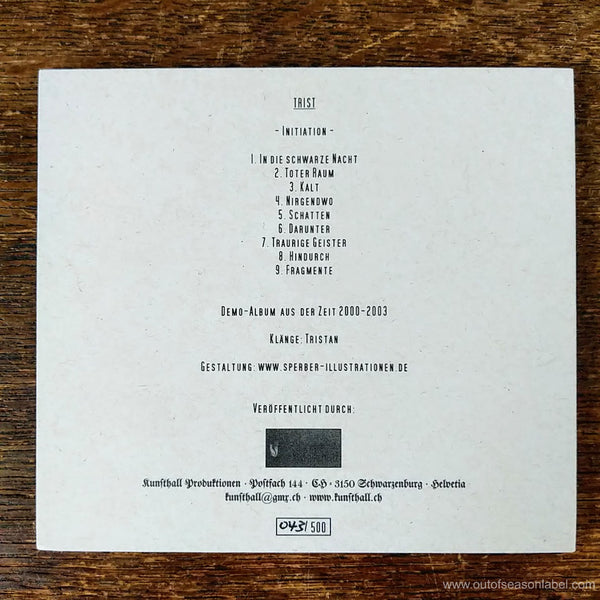 TRIST
- INITIATION -
1. IN DIE SCHWARZE NACHT
2. TOTER RAUM
3. KALT
4. NIRGENDWO
5. SCHATTEN
6. DARUNTER
7. TRAURIGE GEISTER
8. HINDURCH
9. FRAGMENTE
DEMO-ALBUM AUS DER ZEIT 2000-2003
KLÄNGE: TRISTAN
GESTALTUNG: WWW.SPERBER-ILLUSTRATIONEN.DE
VERÖFFENTLICHT DURCH:
Kunsthall Produktionen · Postfach 144 · CH - 3150 Schwarzenburg · Helvetia
kunsthall@gmx.ch · www.kunsthall.ch
043/500
www.outofseasonlabel.com